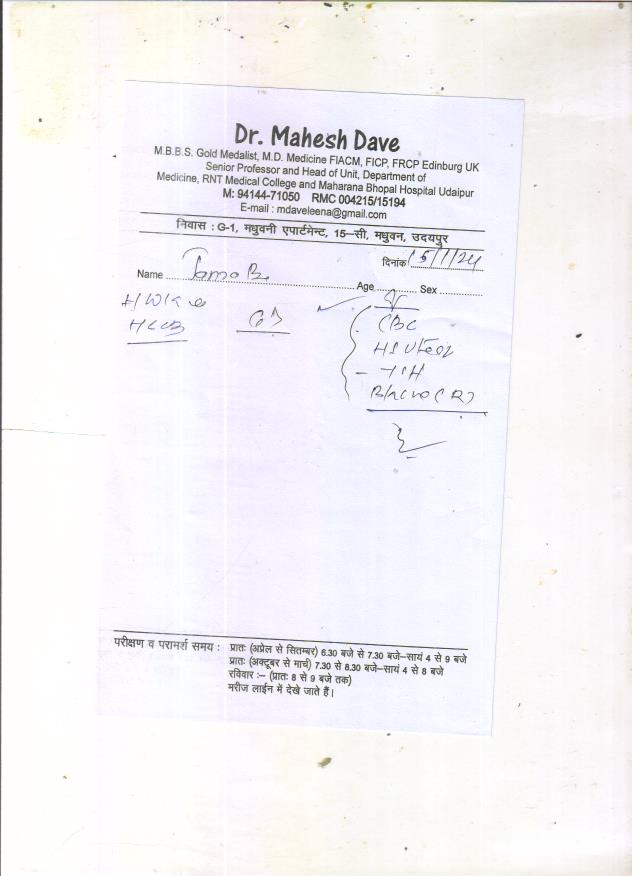 Dr. Mahesh Dave
M.B.B.S. Gold Medalist, M.D. Medicine FIACM, FICP, FRCP Edinburg UK
Senior Professor and Head of Unit, Department of
Medicine, RNT Medical College and Maharana Bhopal Hospital Udaipur
M: 94144-71050 RMC 004215/15194
E-mail : mdaveleena@gmail.com
निवास : G-1, मधुवनी एपार्टमेन्ट, 15–सी, मधुवन, उदयपुर
दिनांक 15/1/24
Name Age Sex
CBC
TSH
परीक्षण व परामर्श समय : प्रातः (अप्रेल से सितम्बर) 6.30 बजे से 7.30 बजे–सायं 4 से 9 बजे
प्रातः (अक्टूबर से मार्च) 7.30 से 8.30 बजे–सायं 4 से 8 बजे
रविवार :– (प्रातः 8 से 9 बजे तक)
मरीज लाईन में देखे जाते हैं।